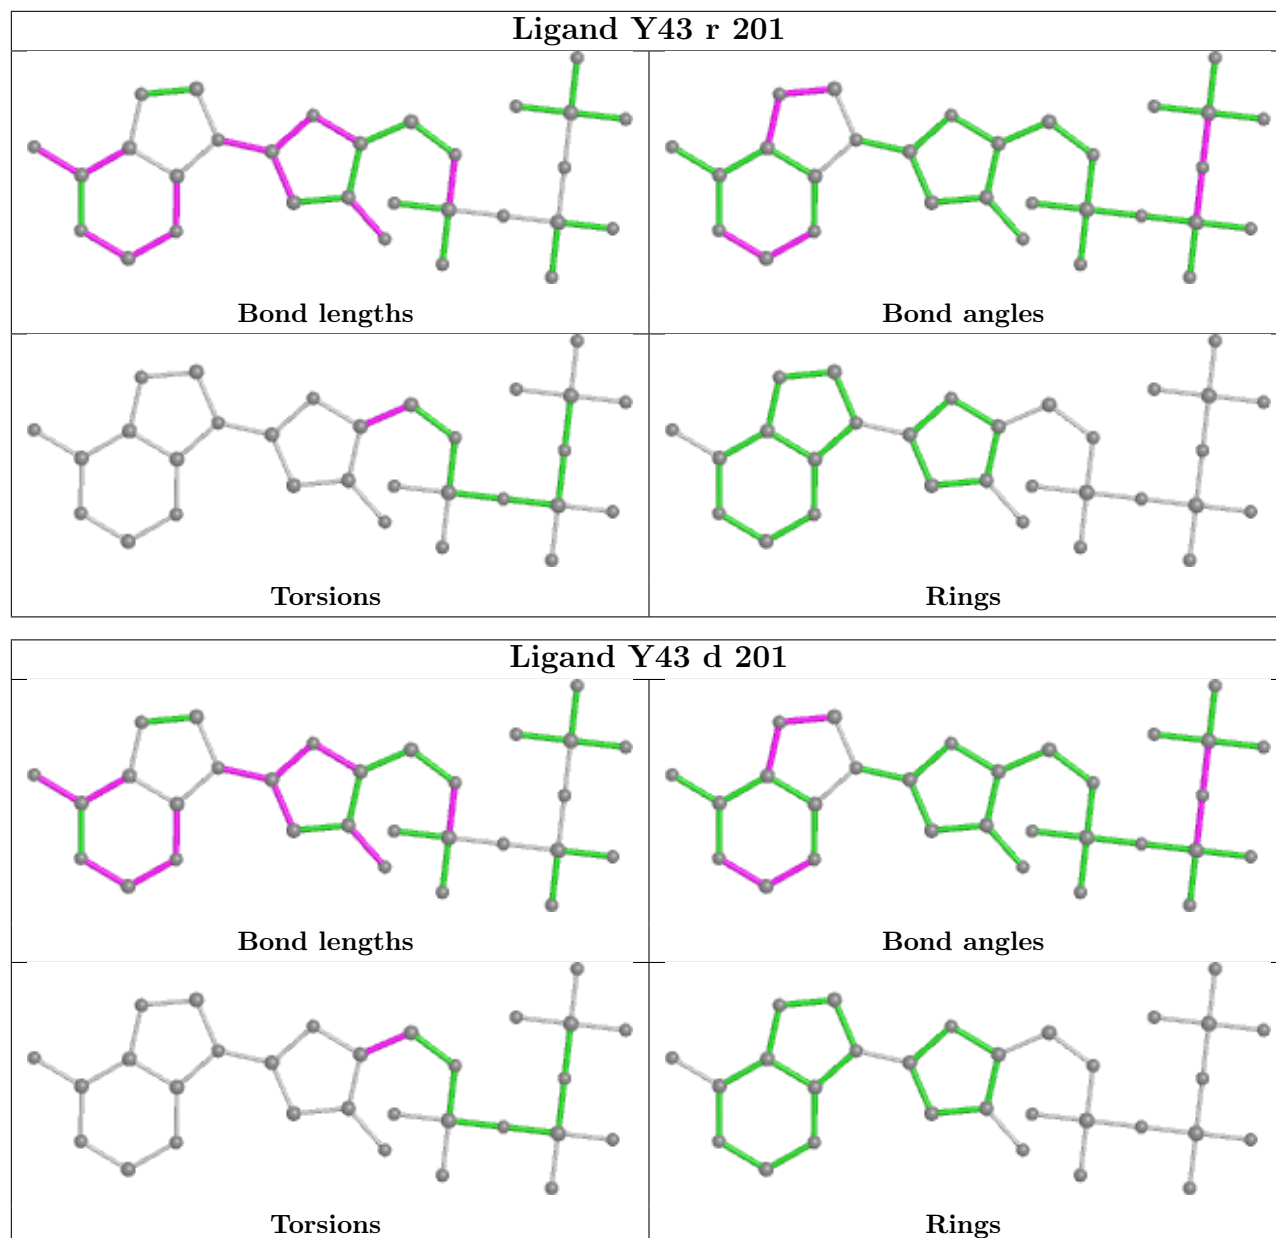 Ligand Y43 r 201
Bond lengths
Bond angles
Torsions
Rings
Ligand Y43 d 201
Bond lengths
Bond angles
Torsions
Rings